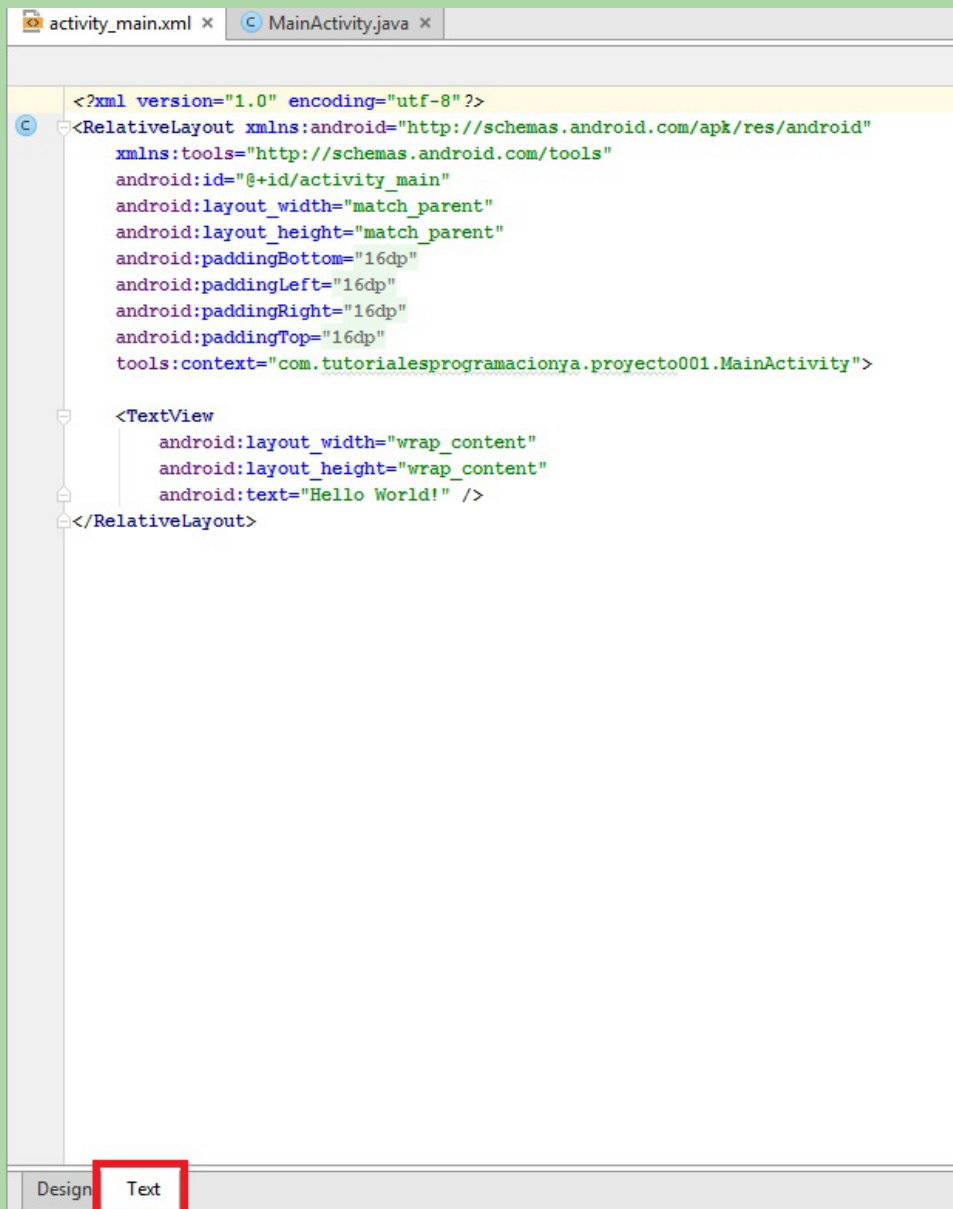 activity_main.xml × C MainActivity.java ×
<?xml version="1.0" encoding="utf-8"?>
C <RelativeLayout xmlns:android="http://schemas.android.com/apk/res/android"
xmlns:tools="http://schemas.android.com/tools"
android:id="@+id/activity_main"
android:layout_width="match_parent"
android:layout_height="match_parent"
android:paddingBottom="16dp"
android:paddingLeft="16dp"
android:paddingRight="16dp"
android:paddingTop="16dp"
tools:context="com.tutorialesprogramacionya.proyecto001.MainActivity">
<TextView
android:layout_width="wrap_content"
android:layout_height="wrap_content"
android:text="Hello World!" />
</RelativeLayout>
Design Text